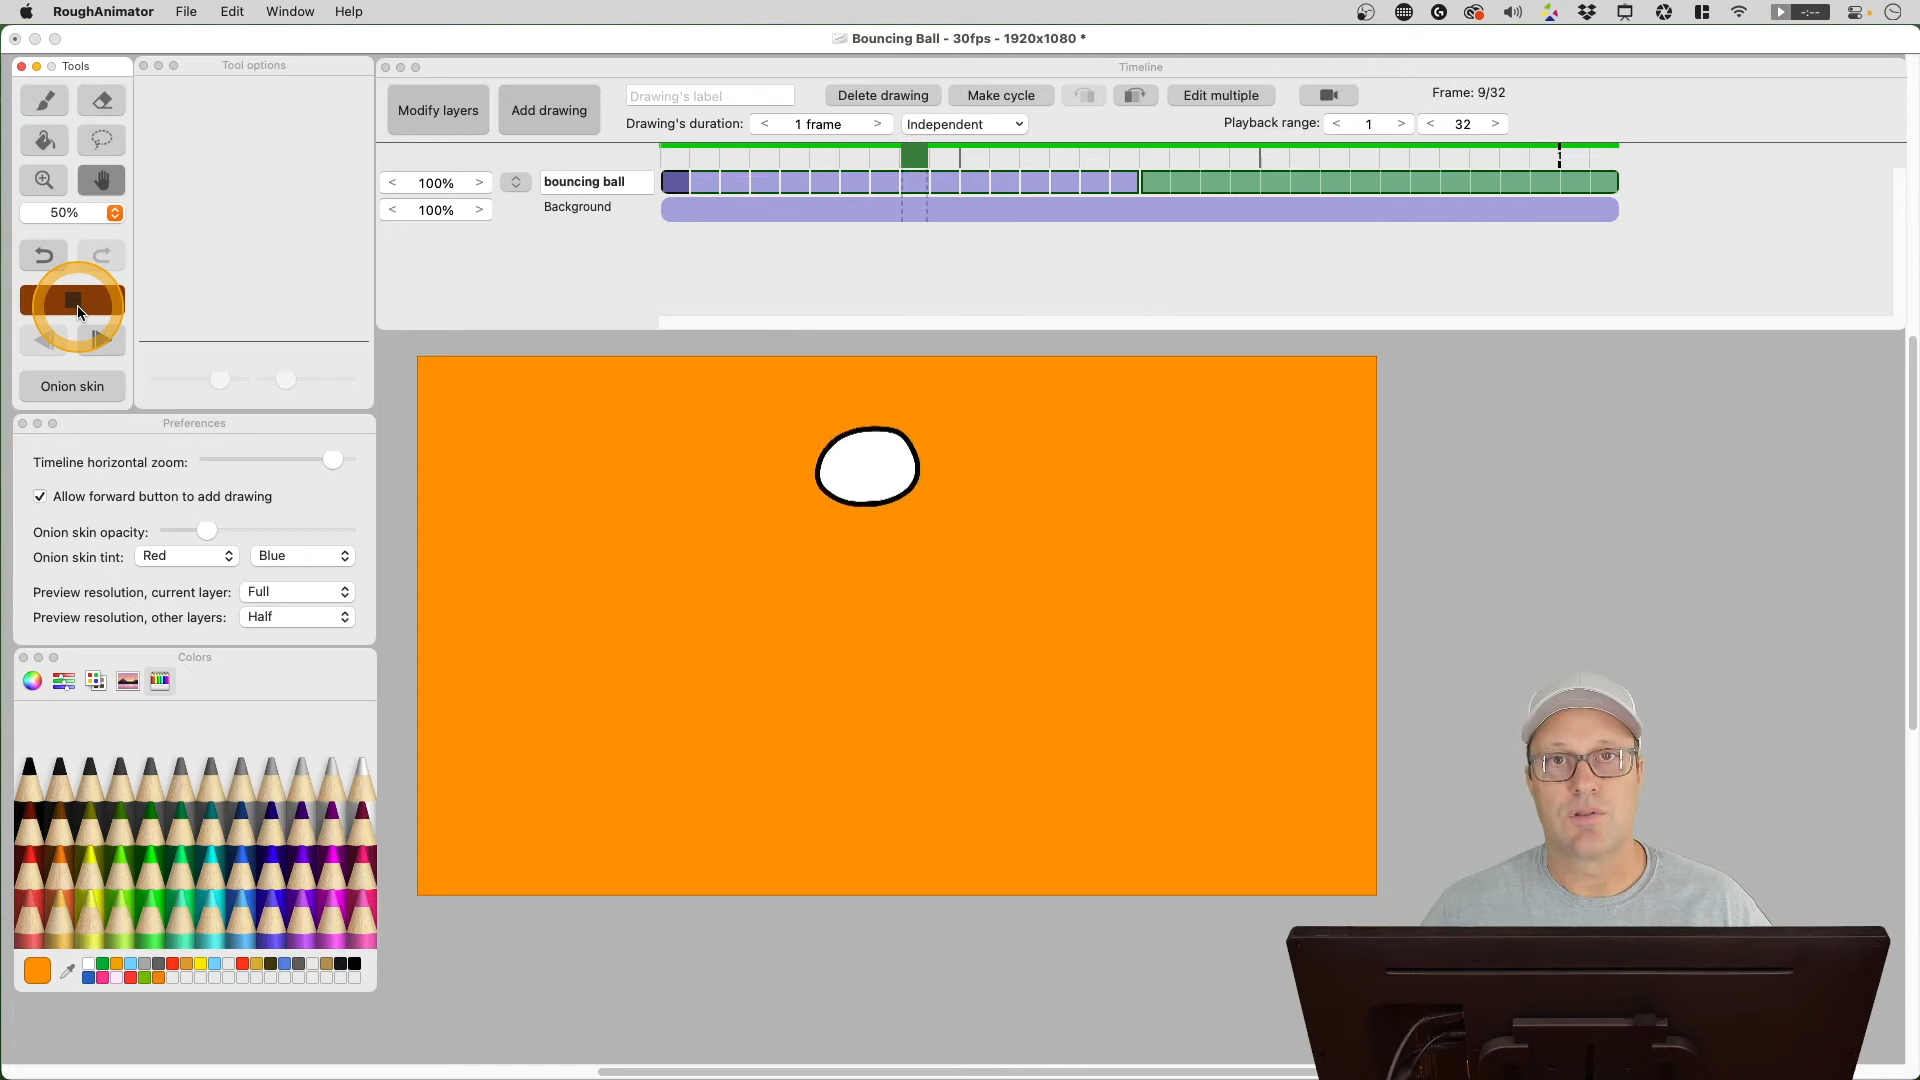 RoughAnimator File Edit Window Help
Bouncing Ball - 30fps - 1920x1080 *
Tools
Tool options
Timeline
Modify layers
Add drawing
Drawing's label
Delete drawing
Make cycle
Edit multiple
Frame: 9/32
Drawing's duration: < 1 frame >
Independent
Playback range: < 1 > < 32 >
1
< 100% > bouncing ball
< 100% > Background
50%
Onion skin
Preferences
Timeline horizontal zoom:
Allow forward button to add drawing
Onion skin opacity:
Onion skin tint: Red Blue
Preview resolution, current layer: Full
Preview resolution, other layers: Half
Colors